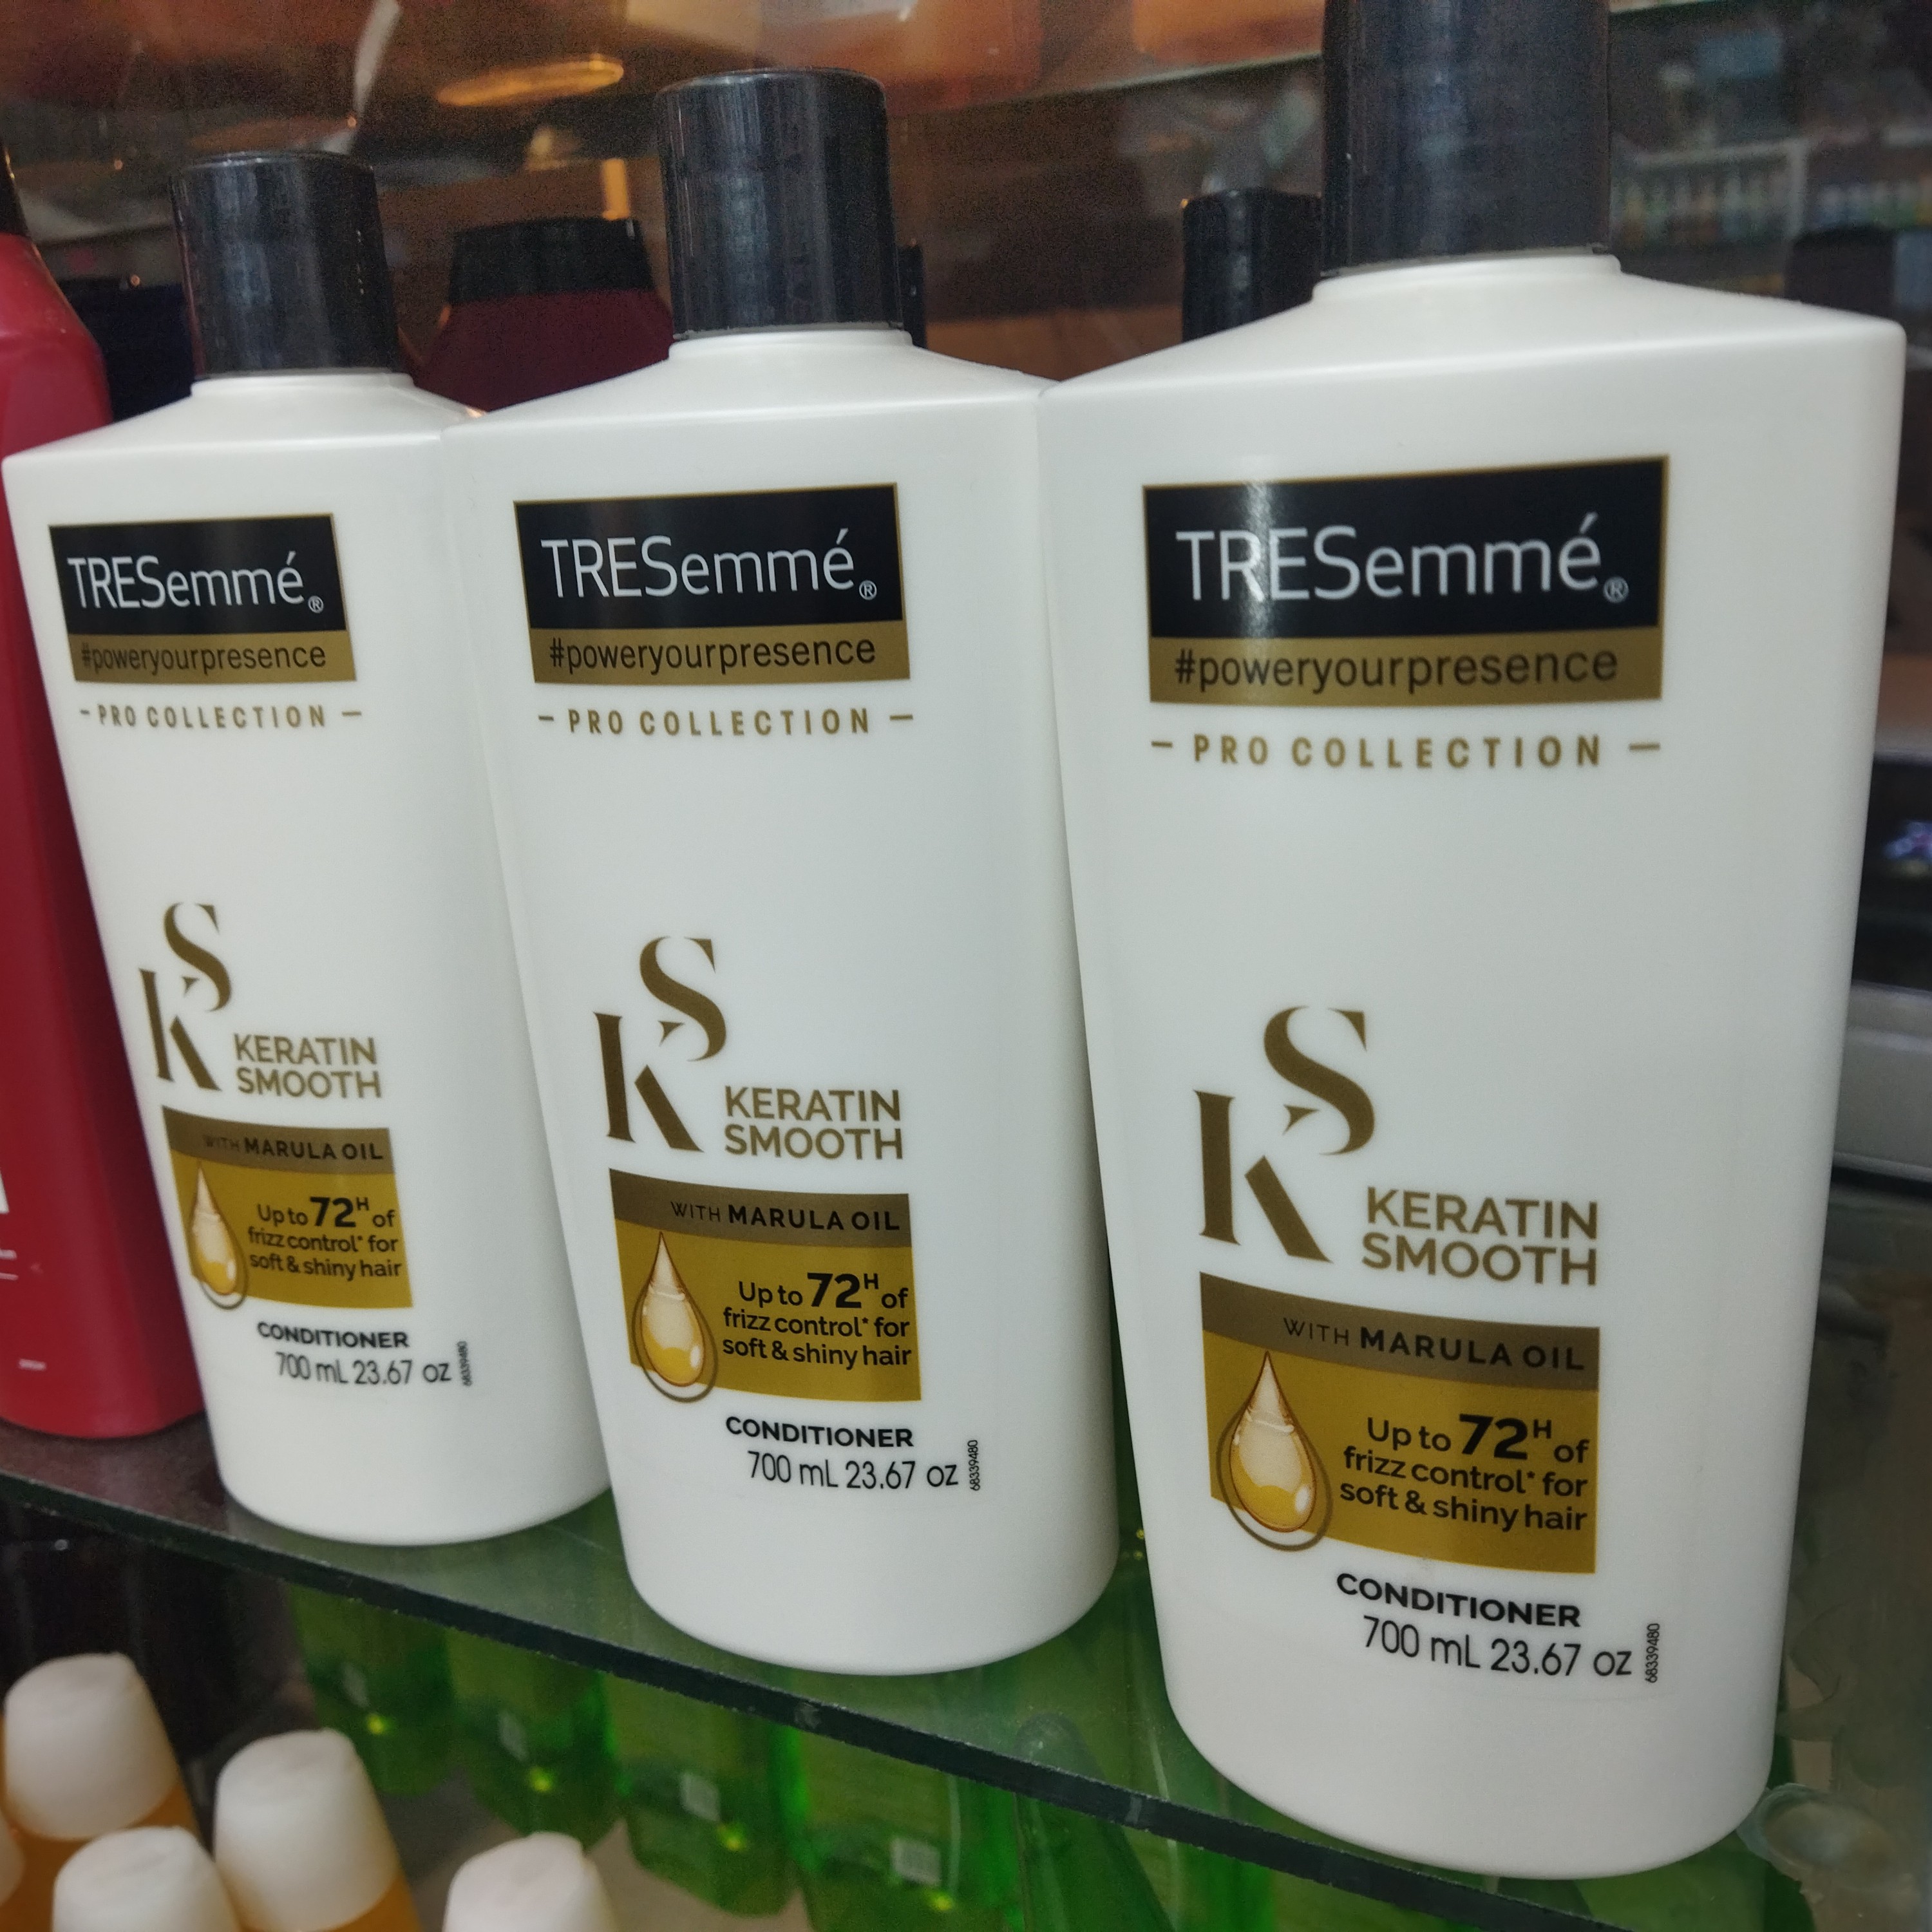 TRESemmé®
#poweryourpresence
- PRO COLLECTION -
KS
KERATIN
SMOOTH
WITH MARULA OIL
Up to 72H of
frizz control* for
soft & shiny hair
CONDITIONER
700 mL 23.67 oz
68339480
TRESemmé®
#poweryourpresence
- PRO COLLECTION -
KS
KERATIN
SMOOTH
WITH MARULA OIL
Up to 72H of
frizz control* for
soft & shiny hair
CONDITIONER
700 mL 23.67 oz
68339480
TRESemmé®
#poweryourpresence
- PRO COLLECTION -
KS
KERATIN
SMOOTH
WITH MARULA OIL
Up to 72H of
frizz control* for
soft & shiny hair
CONDITIONER
700 mL 23.67 oz
68339480